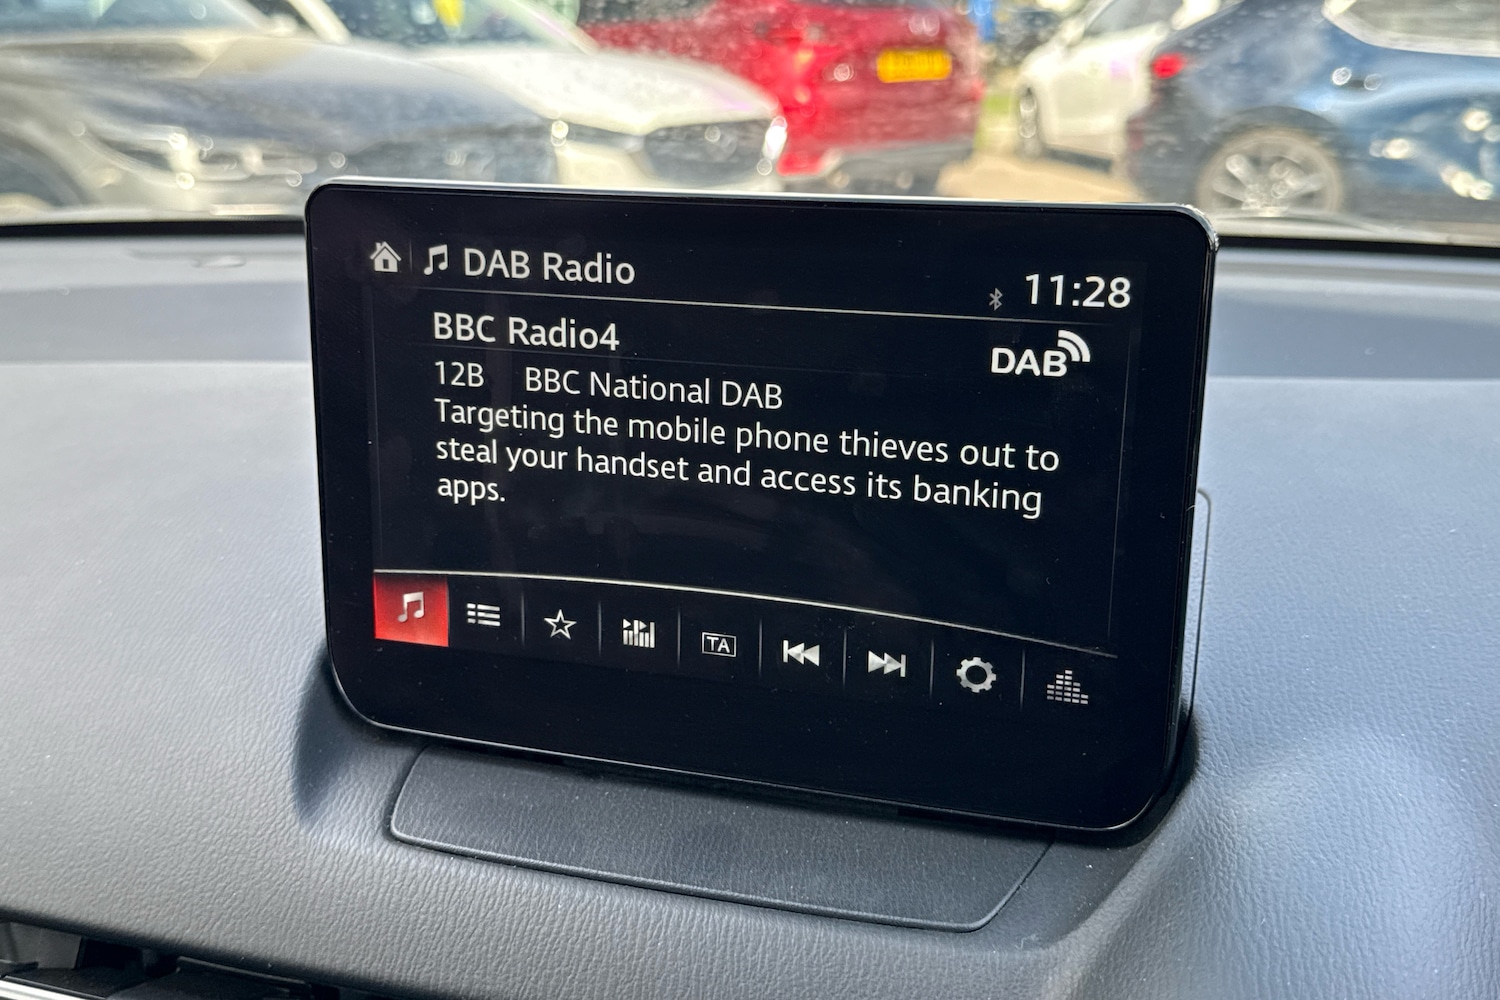 DAB Radio
11:28
BBC Radio4
DAB
12B BBC National DAB
Targeting the mobile phone thieves out to
steal your handset and access its banking
apps.
TA